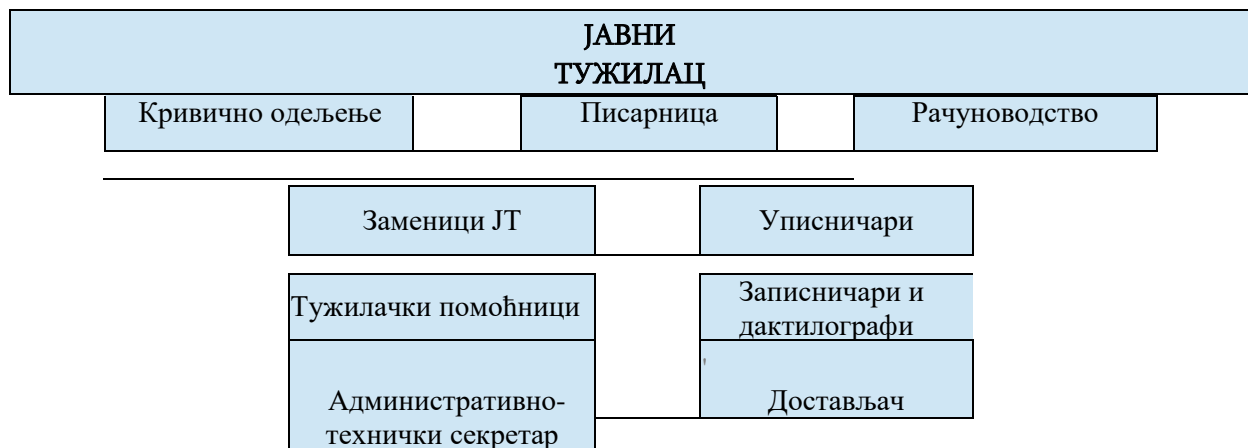 ЈАВНИ
ТУЖИЛАЦ
Кривично одељење
Писарница
Рачуноводство
Заменици ЈТ
Уписничари
Тужилачки помоћници
Записничари и
дактилографи
Административно-
технички секретар
Достављач